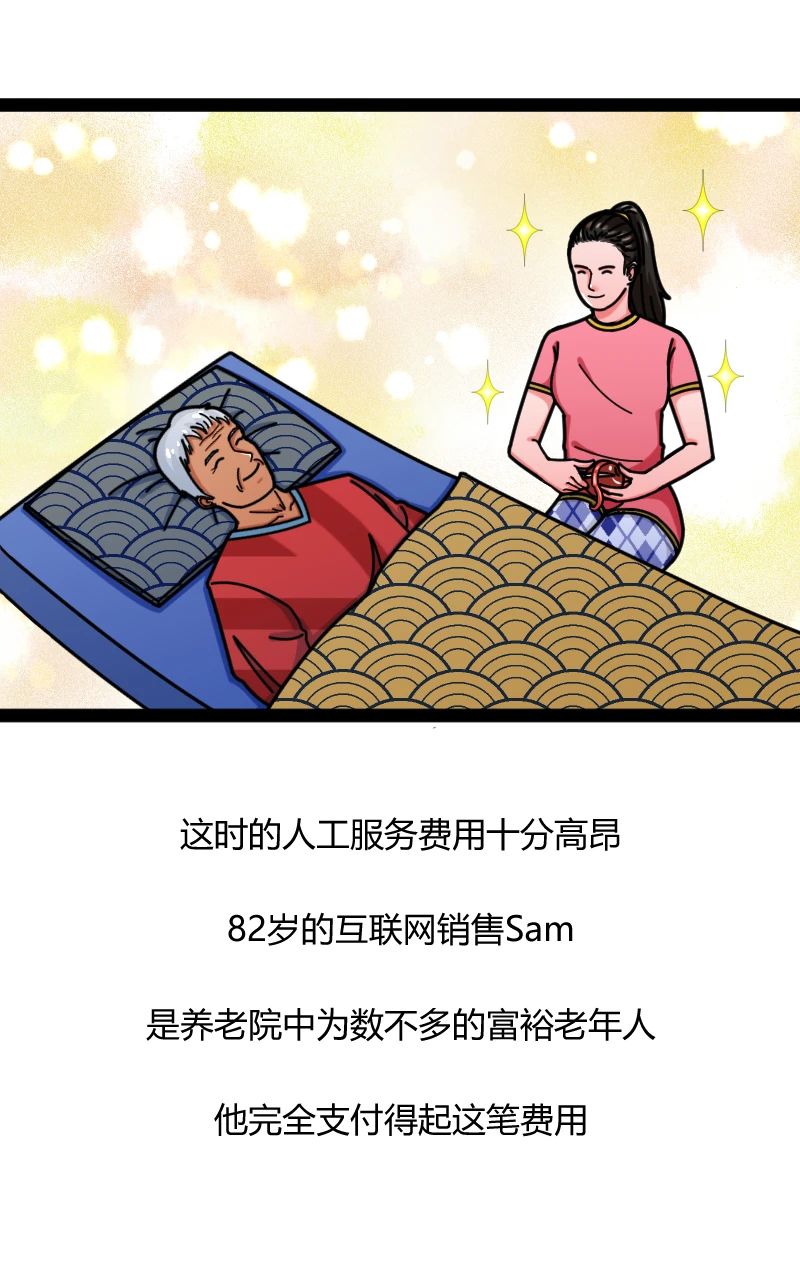 这时的人工服务费用十分高昂
82岁的互联网销售Sam
是养老院中为数不多的富裕老年人
他完全支付得起这笔费用